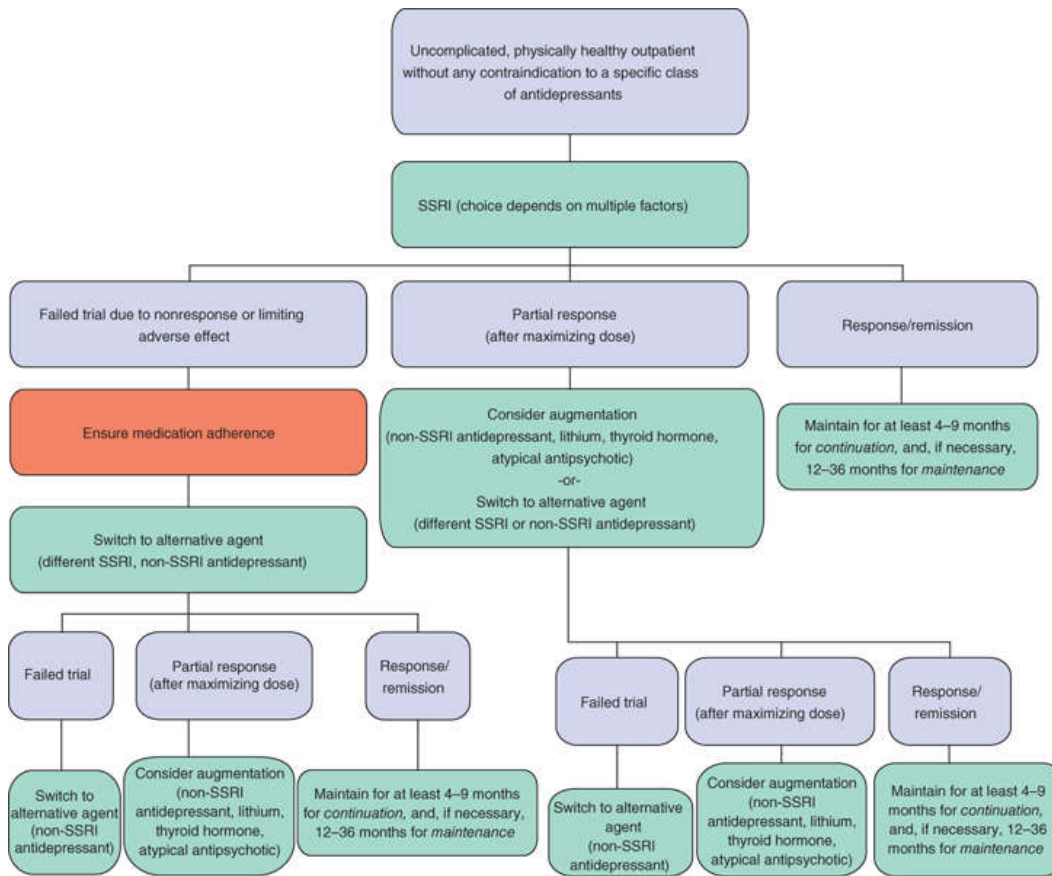 Uncomplicated, physically healthy outpatient
without any contraindication to a specific class
of antidepressants
SSRI (choice depends on multiple factors)
Failed trial due to nonresponse or limiting
adverse effect
Partial response
(after maximizing dose)
Response/remission
Ensure medication adherence
Consider augmentation
(non-SSRI antidepressant, lithium, thyroid hormone,
atypical antipsychotic)
-or-
Switch to alternative agent
(different SSRI or non-SSRI antidepressant)
Maintain for at least 4–9 months
for continuation, and, if necessary,
12–36 months for maintenance
Switch to alternative agent
(different SSRI, non-SSRI antidepressant)
Failed trial
Partial response
(after maximizing dose)
Response/
remission
Failed trial
Partial response
(after maximizing dose)
Response/
remission
Switch to
alternative agent
(non-SSRI
antidepressant)
Consider augmentation
(non-SSRI
antidepressant, lithium,
thyroid hormone,
atypical antipsychotic)
Maintain for at least 4–9 months
for continuation, and, if necessary,
12–36 months for maintenance
Switch to alternative
agent
(non-SSRI
antidepressant)
Consider augmentation
(non-SSRI
antidepressant, lithium,
thyroid hormone,
atypical antipsychotic)
Maintain for at least 4–9
months for continuation,
and, if necessary, 12–36
months for maintenance